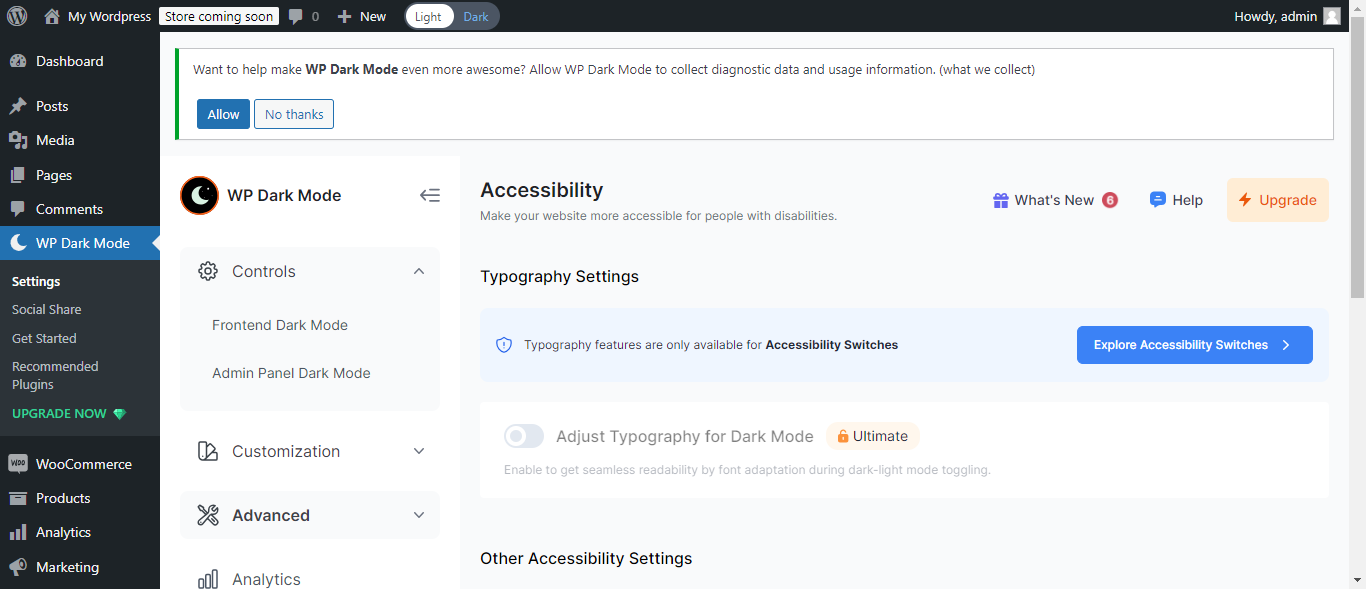 My Wordpress
Store coming soon
0
New
Light
Dark
Howdy, admin
Dashboard
Posts
Media
Pages
Comments
WP Dark Mode
Settings
Social Share
Get Started
Recommended
Plugins
UPGRADE NOW
WooCommerce
Products
Analytics
Marketing
Want to help make WP Dark Mode even more awesome? Allow WP Dark Mode to collect diagnostic data and usage information. (what we collect)
Allow
No thanks
WP Dark Mode
Controls
Frontend Dark Mode
Admin Panel Dark Mode
Customization
Advanced
Analytics
Accessibility
Make your website more accessible for people with disabilities.
What's New 6
Help
Upgrade
Typography Settings
Typography features are only available for Accessibility Switches
Explore Accessibility Switches
Adjust Typography for Dark Mode
Ultimate
Enable to get seamless readability by font adaptation during dark-light mode toggling.
Other Accessibility Settings